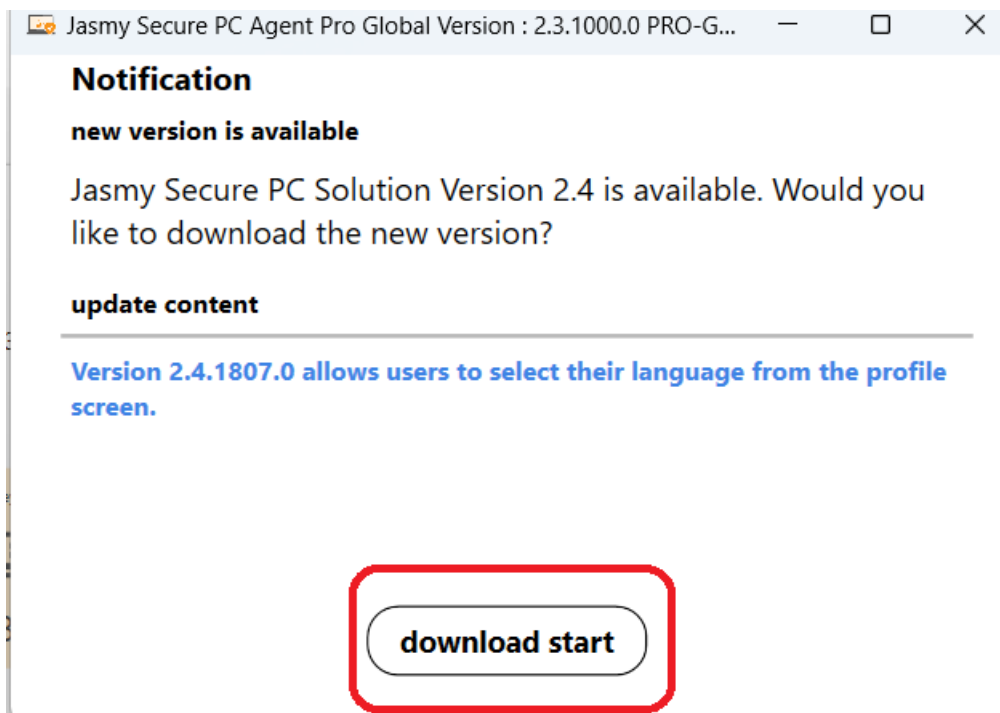 Jasmy Secure PC Agent Pro Global Version : 2.3.1000.0 PRO-G...
Notification
new version is available
Jasmy Secure PC Solution Version 2.4 is available. Would you
like to download the new version?
update content
Version 2.4.1807.0 allows users to select their language from the profile
screen.
download start